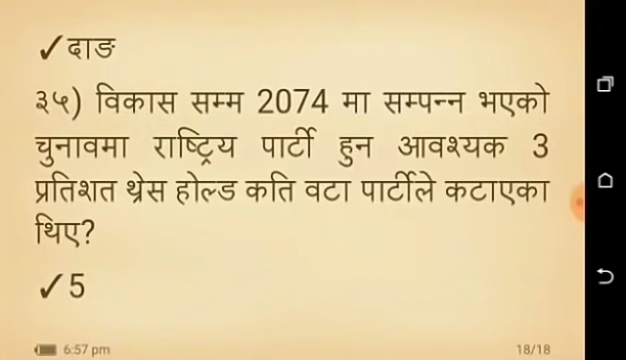 ✓दाङ
३५) विकास सम्म 2074 मा सम्पन्न भएको
चुनावमा राष्ट्रिय पार्टी हुन आवश्यक 3
प्रतिशत थ्रेस होल्ड कति वटा पार्टीले कटाएका
थिए?
✓5
6:57 pm
18/18